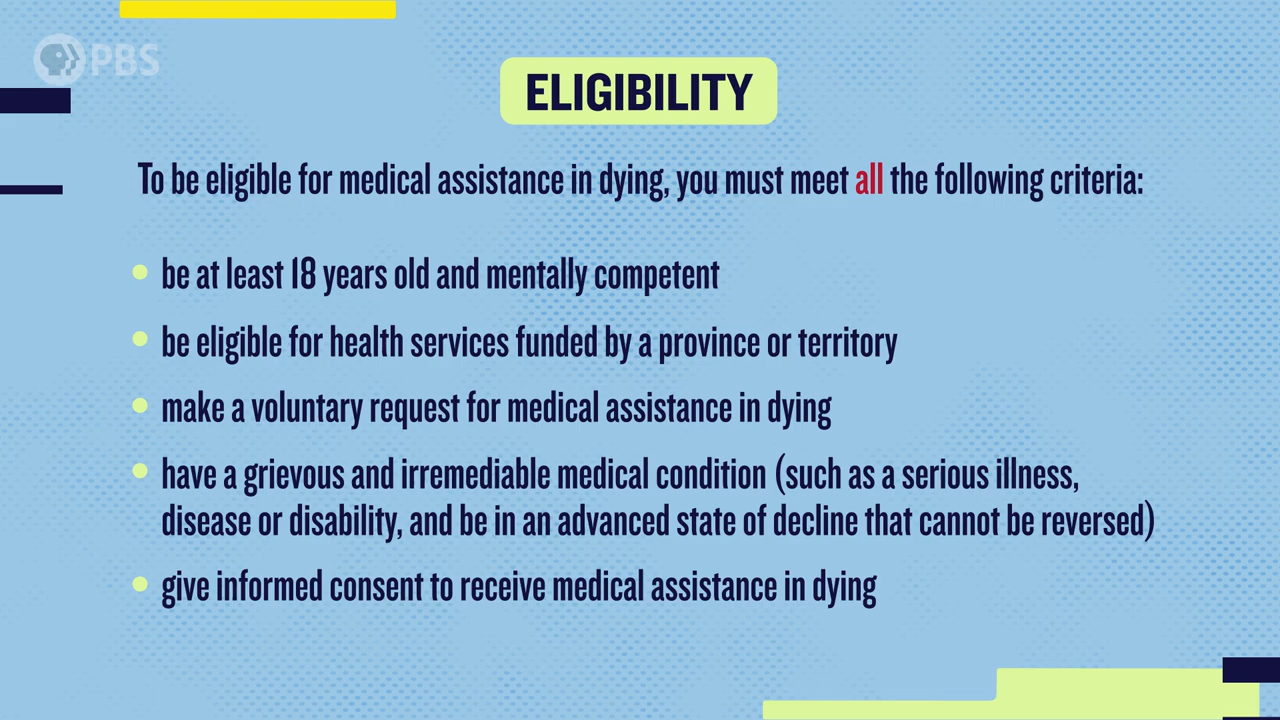 PBS
ELIGIBILITY
To be eligible for medical assistance in dying, you must meet all the following criteria:
• be at least 18 years old and mentally competent
• be eligible for health services funded by a province or territory
• make a voluntary request for medical assistance in dying
• have a grievous and irremediable medical condition (such as a serious illness,
disease or disability, and be in an advanced state of decline that cannot be reversed)
• give informed consent to receive medical assistance in dying